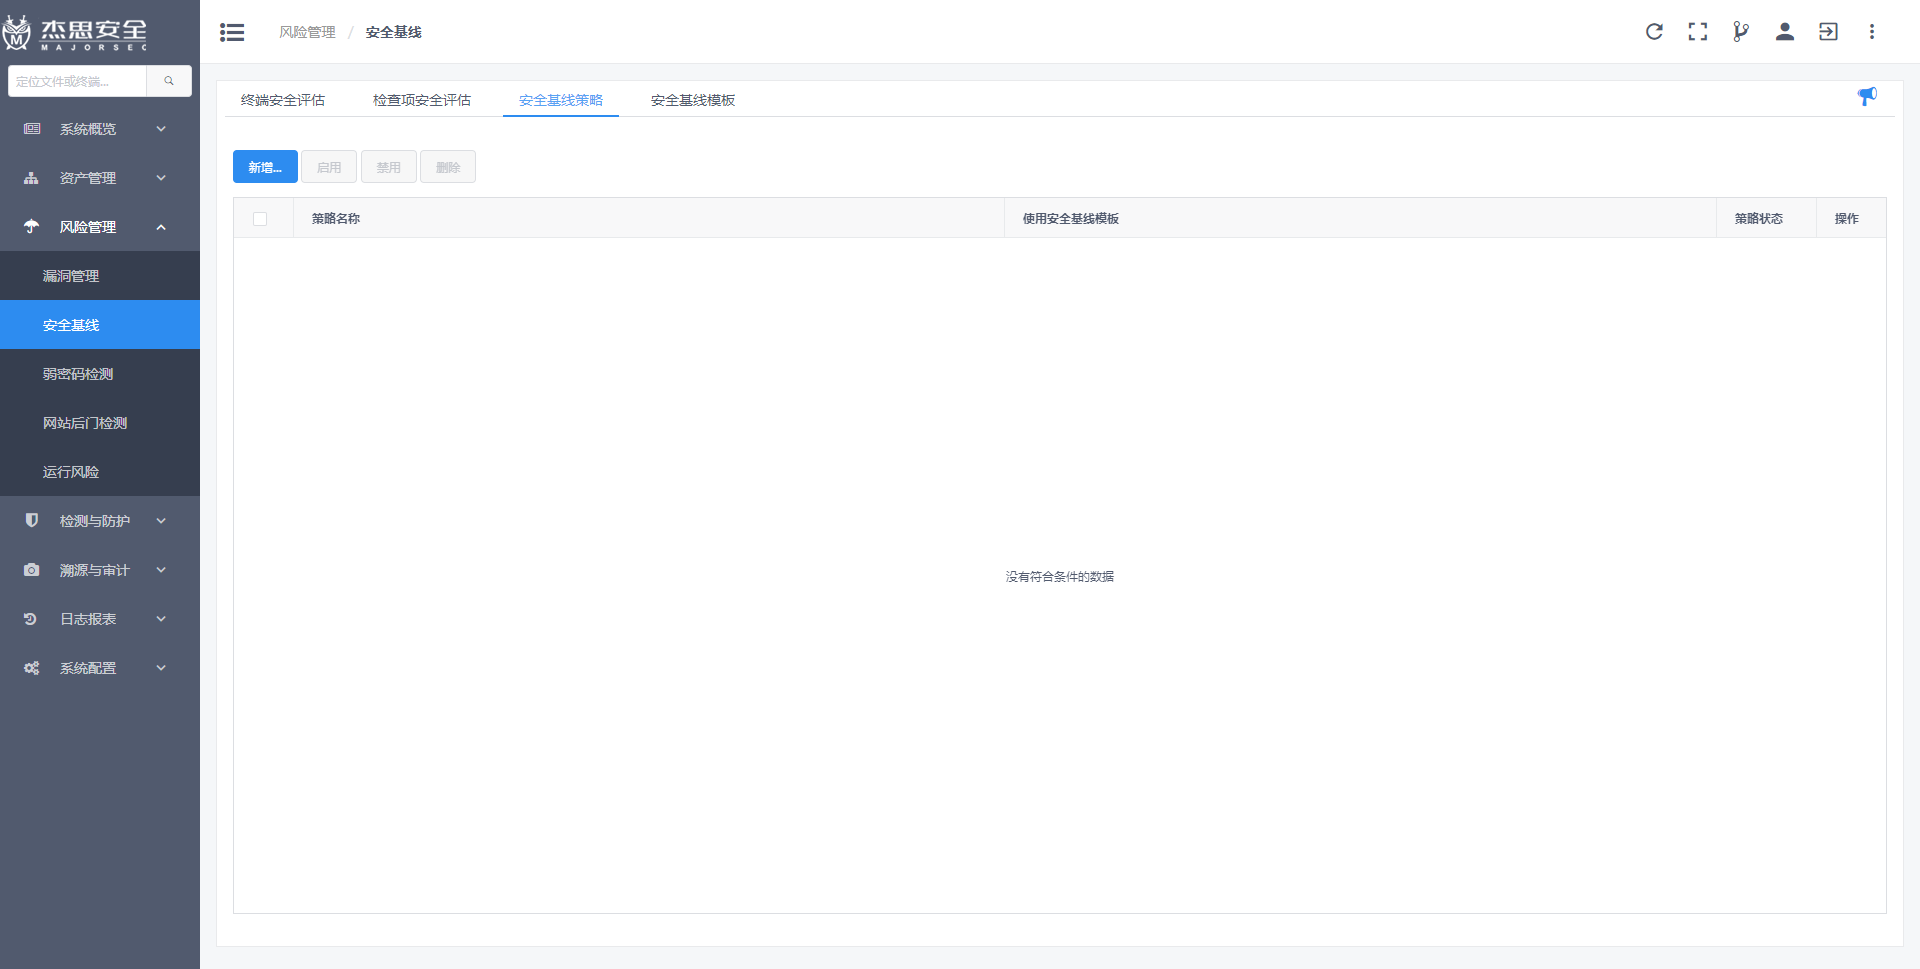 杰思安全
MAJORSEC
定位文件或终端...
系统概览
资产管理
风险管理
漏洞管理
安全基线
弱密码检测
网站后门检测
运行风险
检测与防护
溯源与审计
日志报表
系统配置
风险管理 / 安全基线
终端安全评估 检查项安全评估 安全基线策略 安全基线模板
新增... 启用 禁用 删除
策略名称 使用安全基线模板 策略状态 操作
没有符合条件的数据